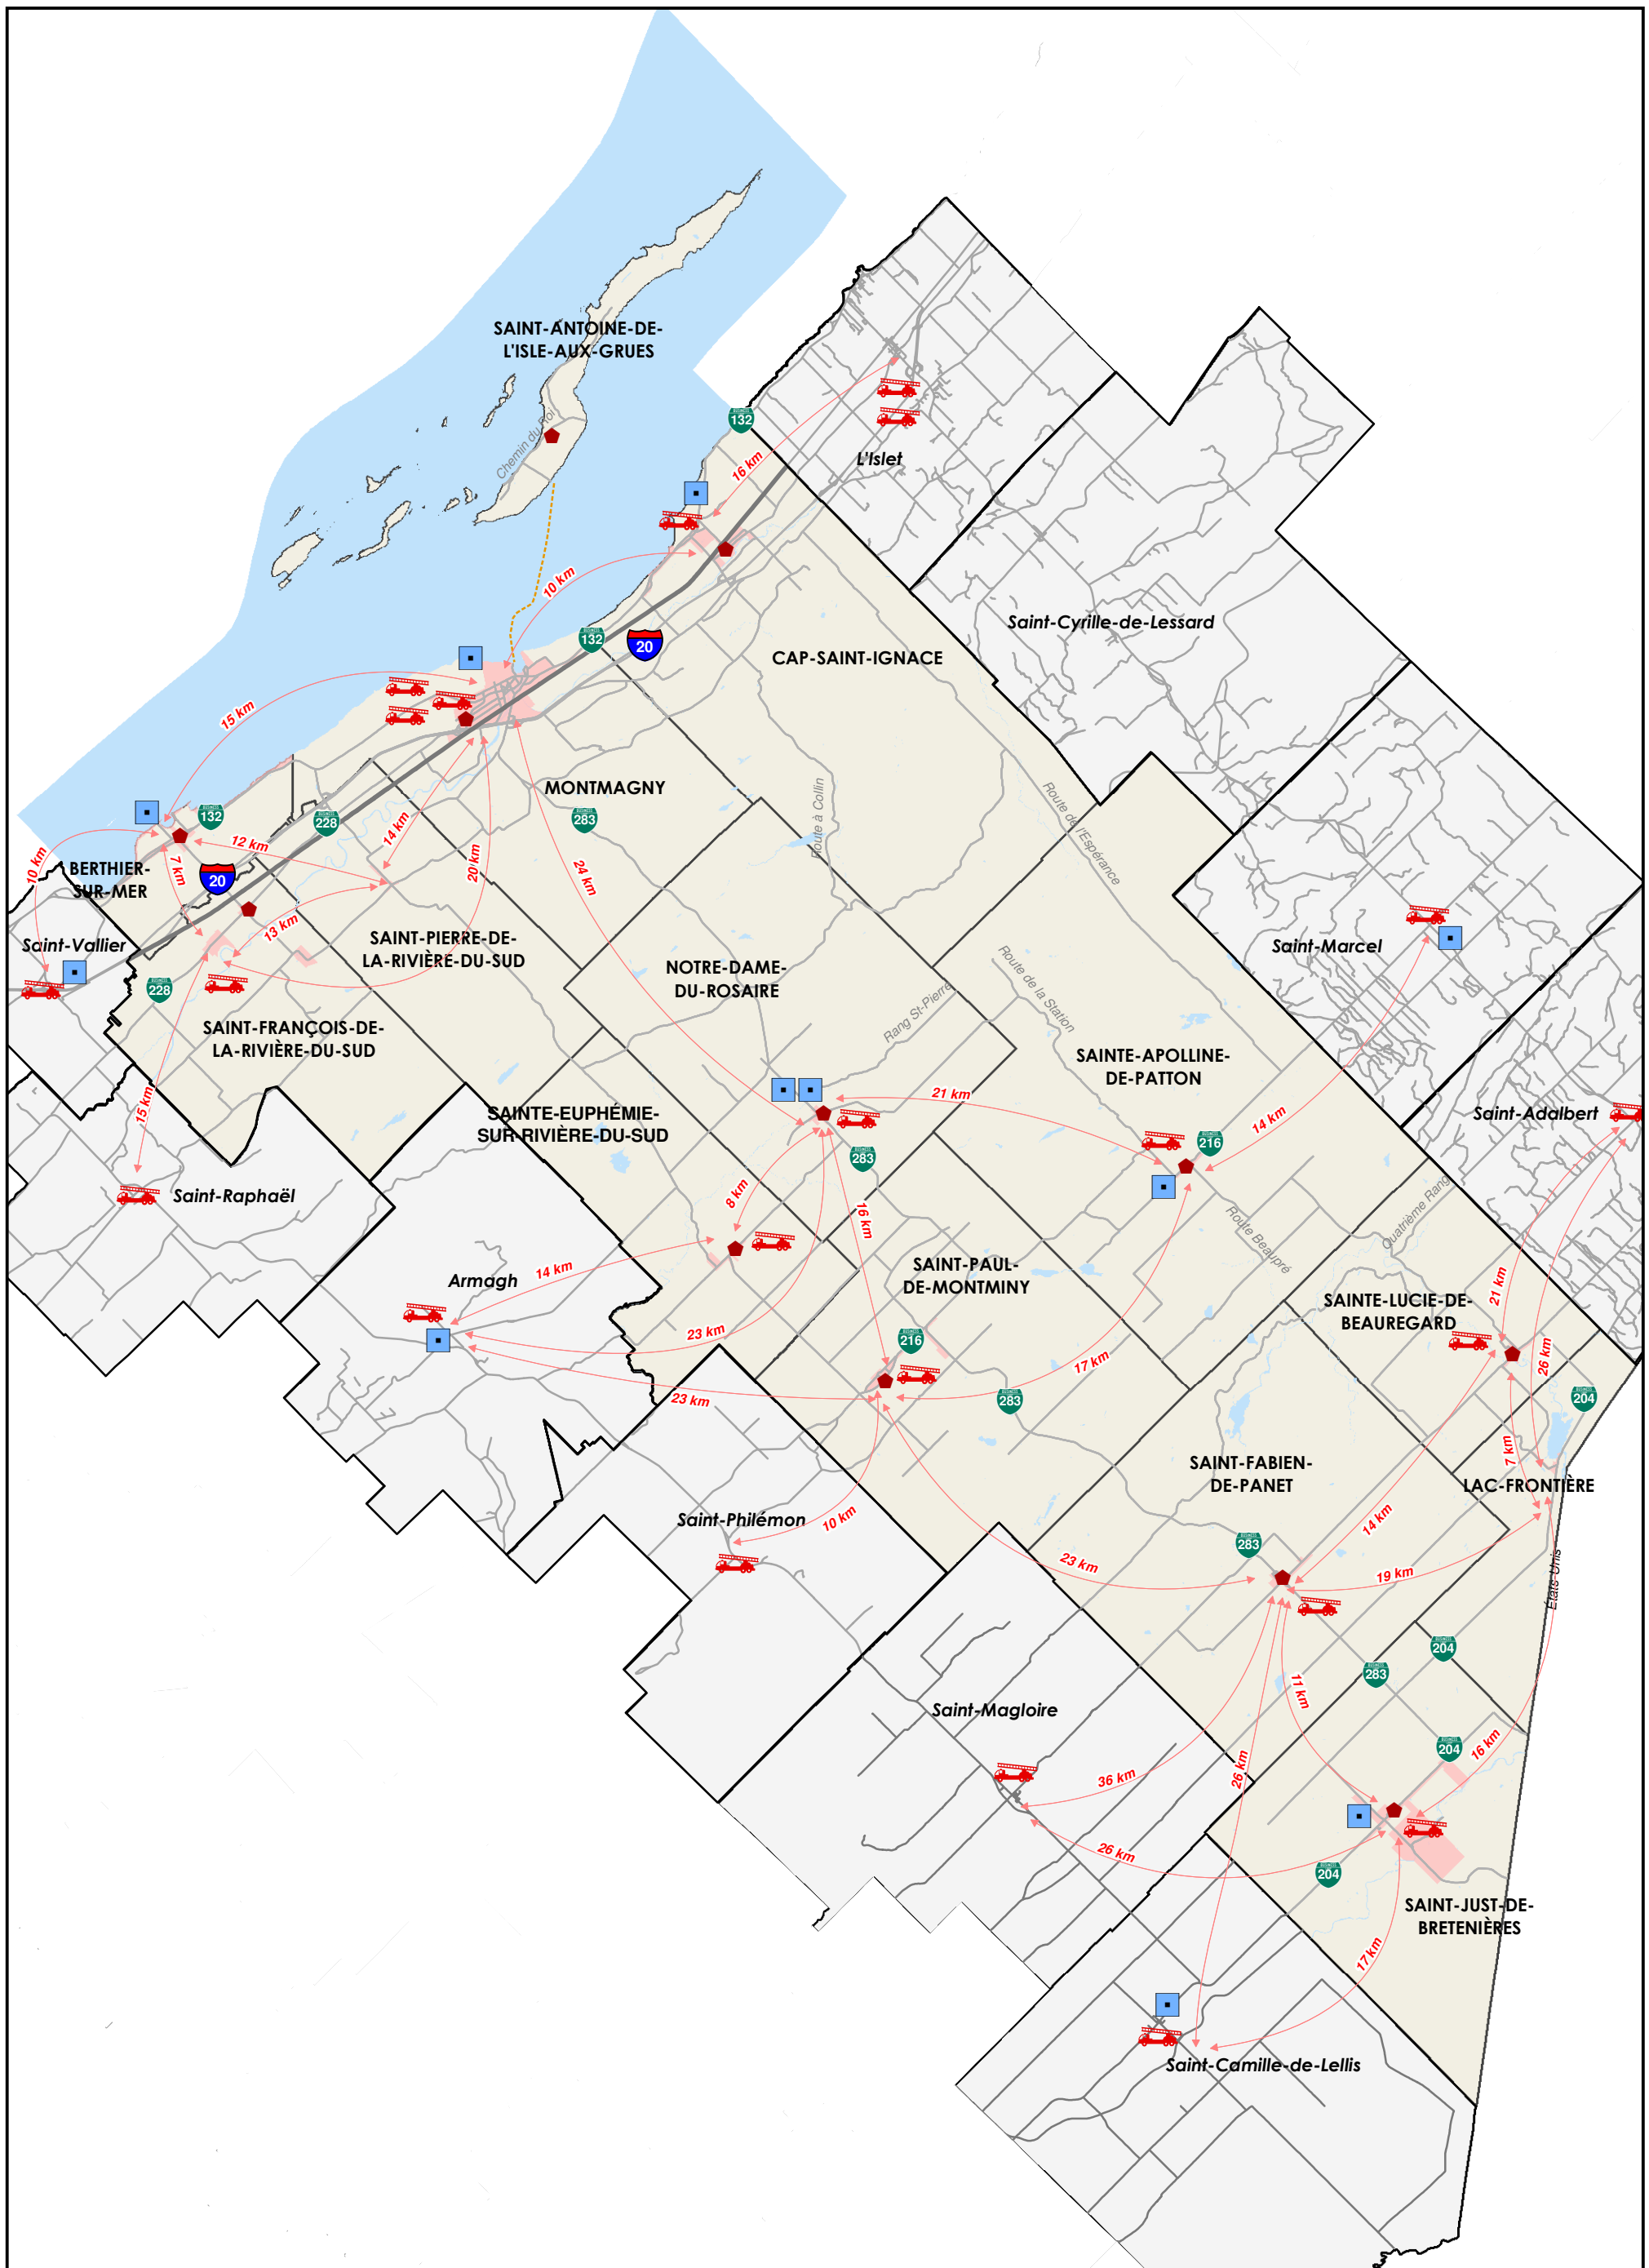 SAINT-ANTOINE-DE-
L'ISLE-AUX-GRUES
Chemin du Roi
132
16 km
L'Islet
10 km
Saint-Cyrille-de-Lessard
132
20
CAP-SAINT-IGNACE
15 km
MONTMAGNY
283
Route à Collin
Route de l'Espérance
132
228
14 km
12 km
20 km
24 km
10 km
BERTHIER-
SUR-MER
7 km
20
13 km
Saint-Vallier
228
SAINT-PIERRE-DE-
LA-RIVIÈRE-DU-SUD
NOTRE-DAME-
DU-ROSAIRE
Rang St-Pierre
Route de la Station
Saint-Marcel
SAINT-FRANÇOIS-DE-
LA-RIVIÈRE-DU-SUD
SAINTE-APOLLINE-
DE-PATTON
15 km
SAINTE-EUPHÉMIE-
SUR-RIVIÈRE-DU-SUD
21 km
14 km
Saint-Adalbert
283
216
Saint-Raphaël
8 km
16 km
Route Beaupré
Quatrième Rang
Armagh
14 km
SAINT-PAUL-
DE-MONTMINY
SAINTE-LUCIE-DE-
BEAUREGARD
21 km
23 km
216
17 km
26 km
23 km
283
204
7 km
SAINT-FABIEN-
DE-PANET
LAC-FRONTIÈRE
Saint-Philémon
10 km
14 km
23 km
283
19 km
États-Unis
204
283
11 km
Saint-Magloire
204
16 km
36 km
26 km
26 km
204
SAINT-JUST-DE-
BRETENIÈRES
17 km
Saint-Camille-de-Lellis